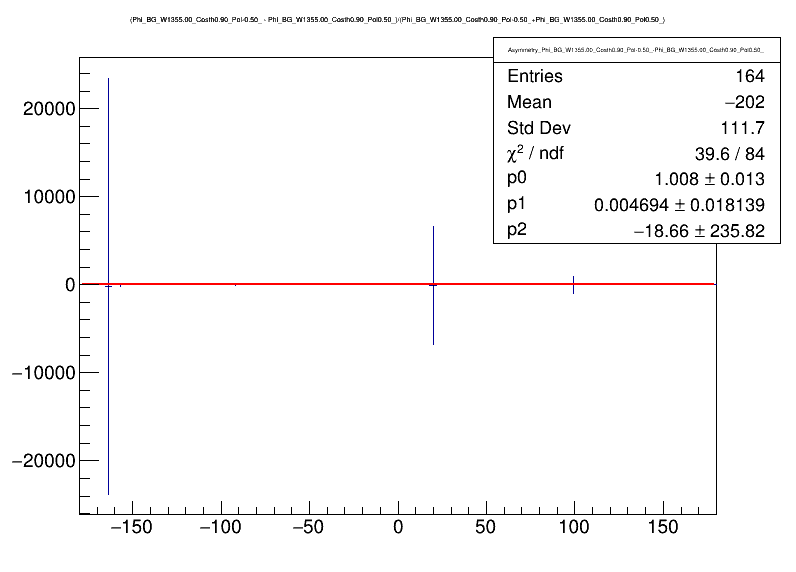 (Phi_BG_W1355.00_Costh0.90_Pol-0.50_ - Phi_BG_W1355.00_Costh0.90_Pol0.50_)/(Phi_BG_W1355.00_Costh0.90_Pol-0.50_+Phi_BG_W1355.00_Costh0.90_Pol0.50_)
Asymmetry_Phi_BG_W1355.00_Costh0.90_Pol-0.50_-Phi_BG_W1355.00_Costh0.90_Pol0.50_
Entries 164
Mean −202
Std Dev 111.7
χ² / ndf 39.6 / 84
p0 1.008 ± 0.013
p1 0.004694 ± 0.018139
p2 −18.66 ± 235.82
20000
10000
0
−10000
−20000
−150 −100 −50 0 50 100 150